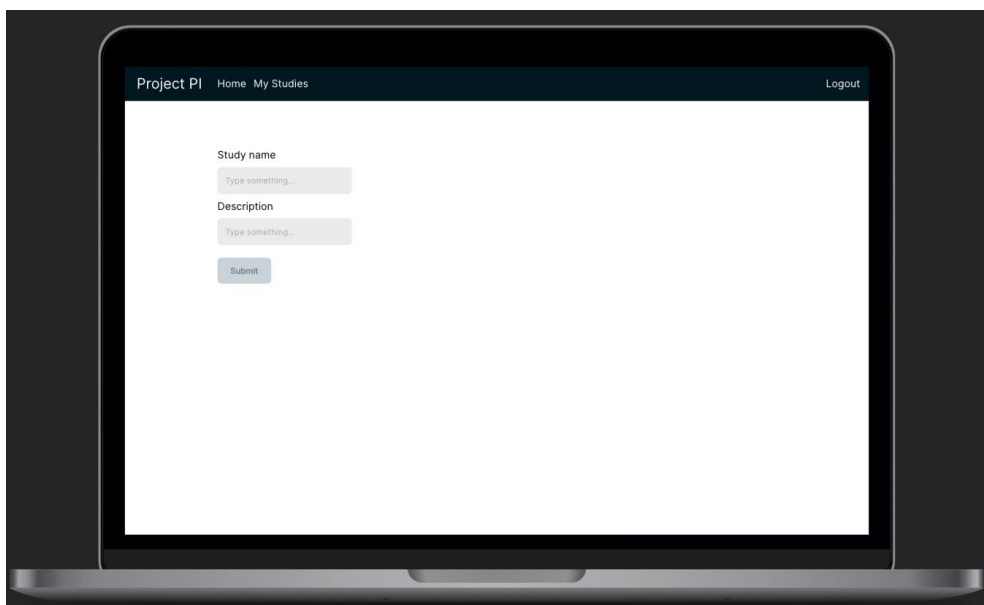 Project PI Home My Studies Logout
Study name
Type something...
Description
Type something...
Submit